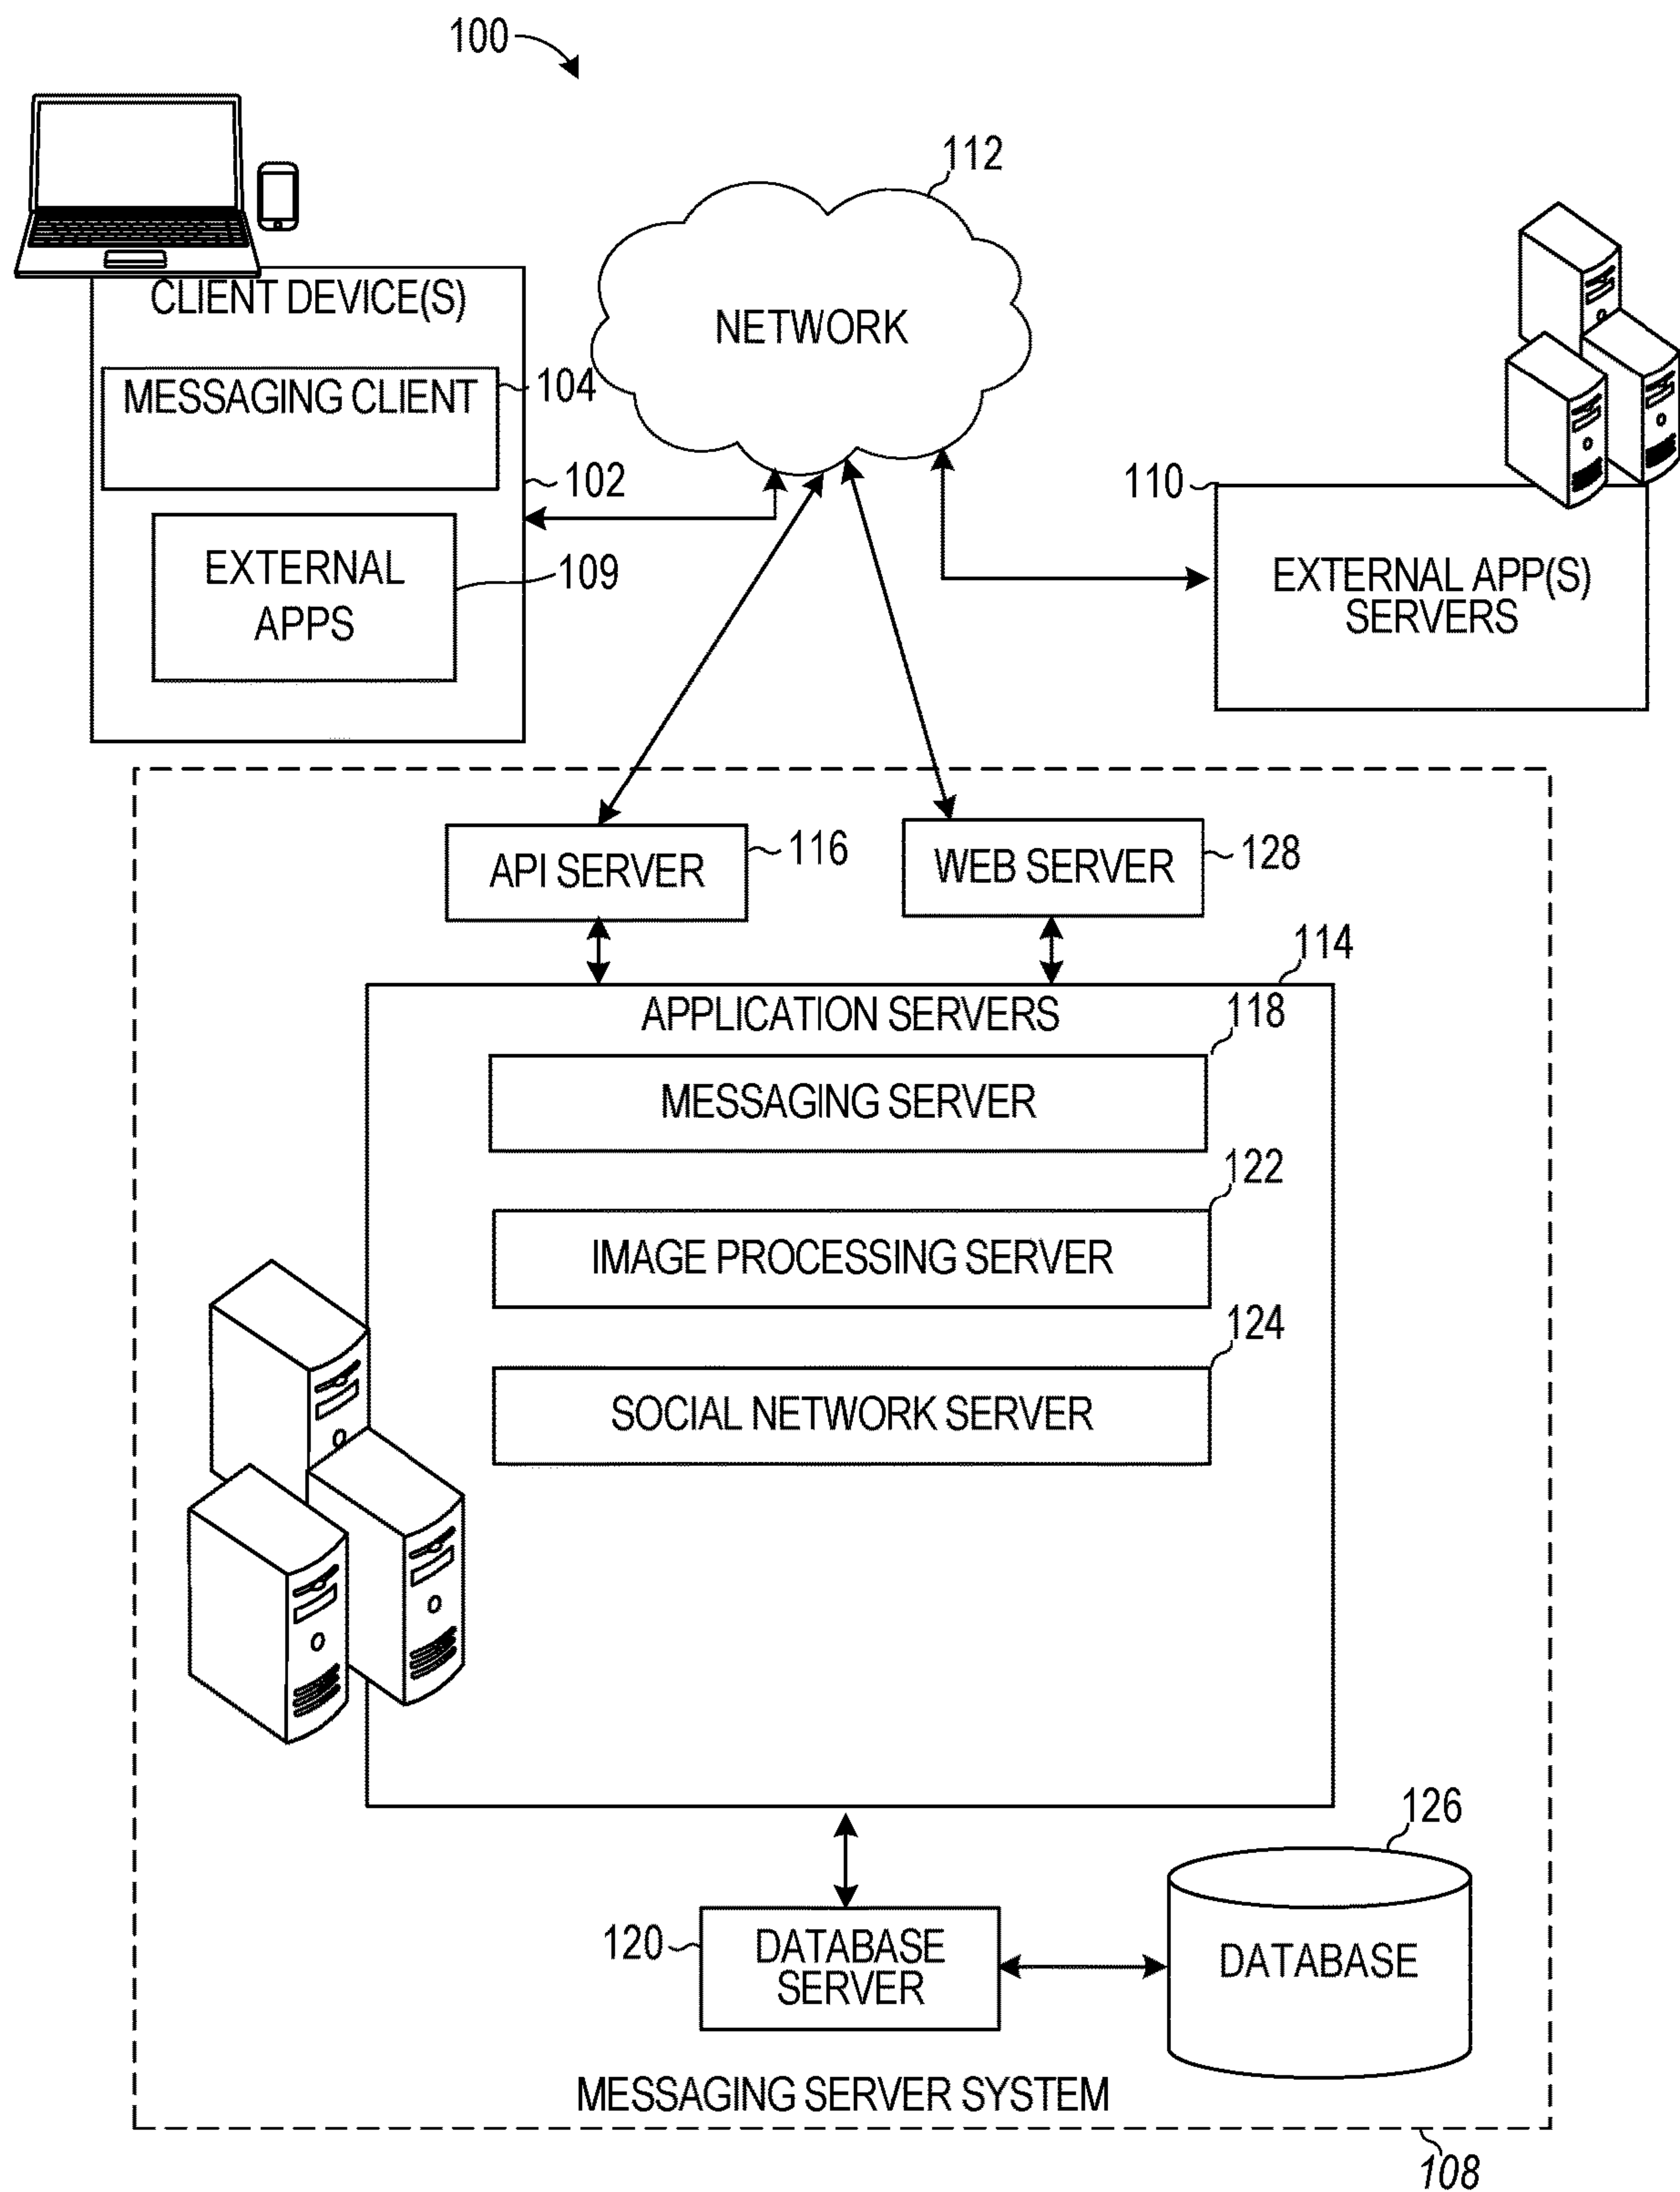 100
112
CLIENT DEVICE(S)
NETWORK
MESSAGING CLIENT
104
102
110
EXTERNAL
APPS
109
EXTERNAL APP(S)
SERVERS
API SERVER
116
WEB SERVER
128
114
APPLICATION SERVERS
118
MESSAGING SERVER
122
IMAGE PROCESSING SERVER
124
SOCIAL NETWORK SERVER
126
120
DATABASE
SERVER
DATABASE
MESSAGING SERVER SYSTEM
108